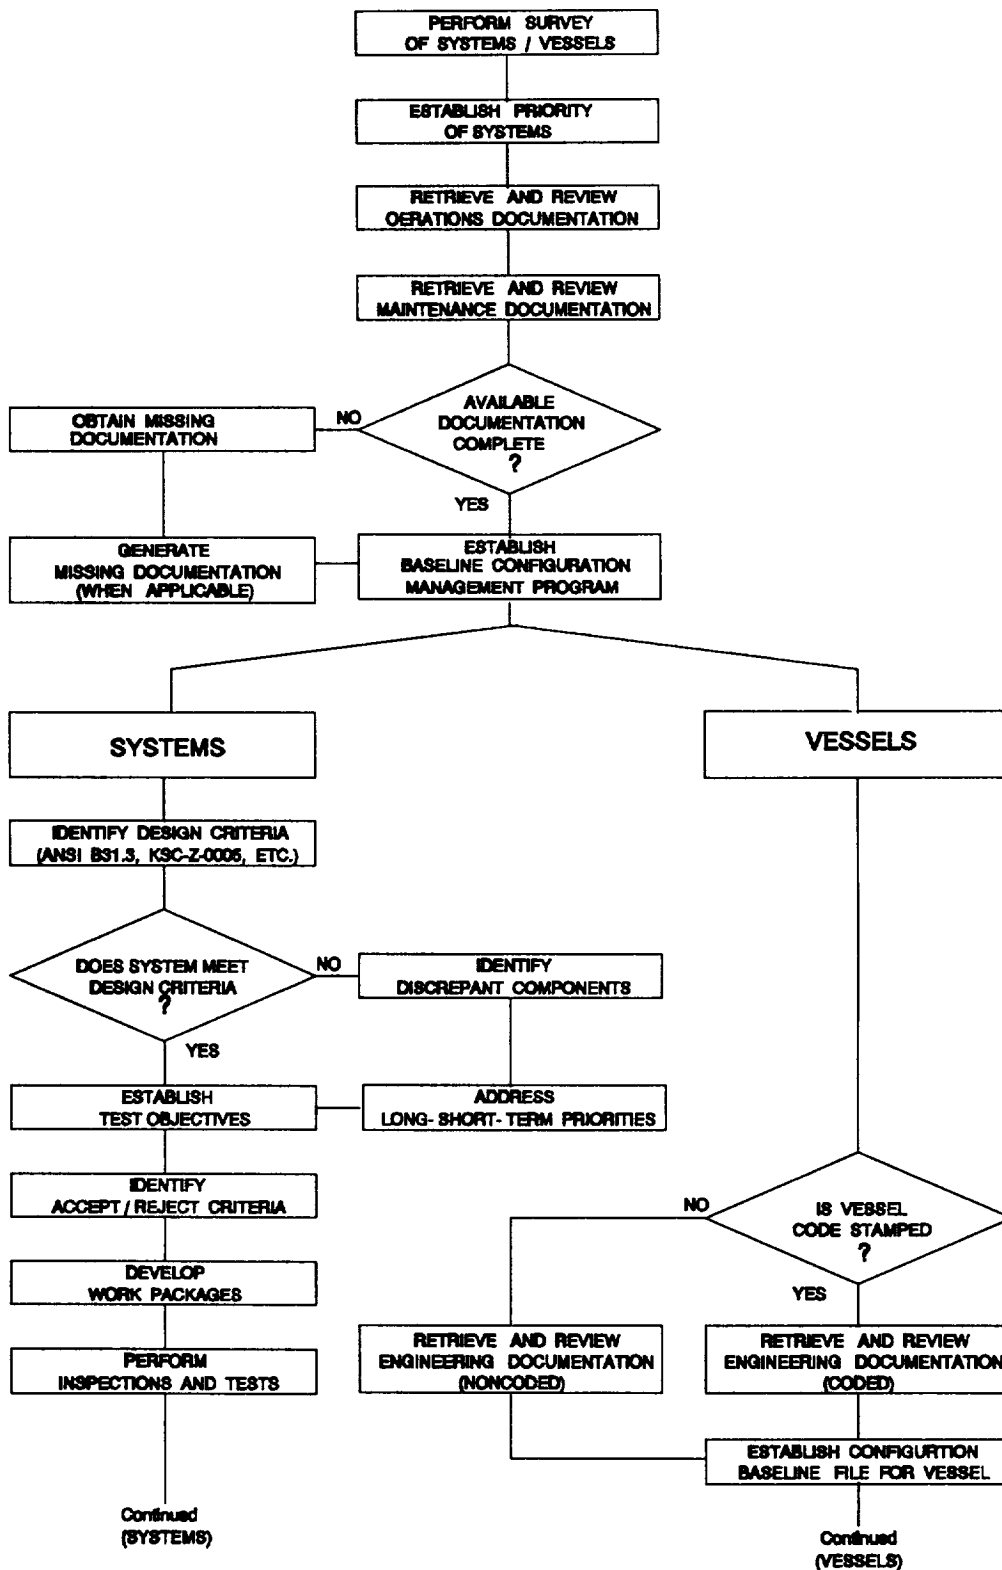 PERFORM SURVEY
OF SYSTEMS / VESSELS
ESTABLISH PRIORITY
OF SYSTEMS
RETRIEVE AND REVIEW
OERATIONS DOCUMENTATION
RETRIEVE AND REVIEW
MAINTENANCE DOCUMENTATION
AVAILABLE
DOCUMENTATION
COMPLETE
?
NO
OBTAIN MISSING
DOCUMENTATION
YES
GENERATE
MISSING DOCUMENTATION
(WHEN APPLICABLE)
ESTABLISH
BASELINE CONFIGURATION
MANAGEMENT PROGRAM
SYSTEMS
VESSELS
IDENTIFY DESIGN CRITERIA
(ANSI B31.3, KSC-Z-0005, ETC.)
DOES SYSTEM MEET
DESIGN CRITERIA
?
NO
IDENTIFY
DISCREPANT COMPONENTS
YES
ESTABLISH
TEST OBJECTIVES
ADDRESS
LONG- SHORT- TERM PRIORITIES
IDENTIFY
ACCEPT / REJECT CRITERIA
NO
IS VESSEL
CODE STAMPED
?
DEVELOP
WORK PACKAGES
YES
PERFORM
INSPECTIONS AND TESTS
RETRIEVE AND REVIEW
ENGINEERING DOCUMENTATION
(NONCODED)
RETRIEVE AND REVIEW
ENGINEERING DOCUMENTATION
(CODED)
ESTABLISH CONFIGURTION
BASELINE FILE FOR VESSEL
Continued
(SYSTEMS)
Continued
(VESSELS)